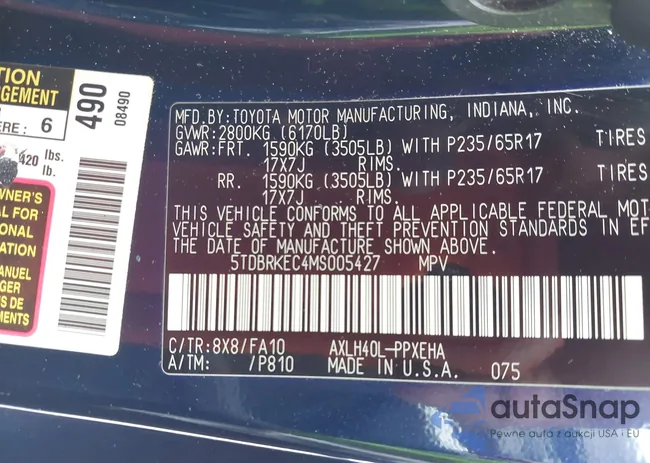 TION
GEMENT
ERE: 6
420 lbs.
lb.
490
08490
WNER'S
AL FOR
ONAL
ATION
MANUEL
GER
S DE
MENTS
MFD.BY:TOYOTA MOTOR MANUFACTURING, INDIANA, INC.
GVWR:2800KG (6170LB)
GAWR:FRT. 1590KG (3505LB) WITH P235/65R17 TIRES
17X7J RIMS.
RR. 1590KG (3505LB) WITH P235/65R17 TIRES
17X7J RIMS.
THIS VEHICLE CONFORMS TO ALL APPLICABLE FEDERAL MOT
VEHICLE SAFETY AND THEFT PREVENTION STANDARDS IN EF
THE DATE OF MANUFACTURE SHOWN ABOVE.
5TDBRKEC4MS005427 MPV
C/TR:8X8/FA10 AXLH40L-PPXEHA
A/TM: /P810 MADE IN U.S.A. 075
autaSnap
Pewne auta z aukcji USA i EU